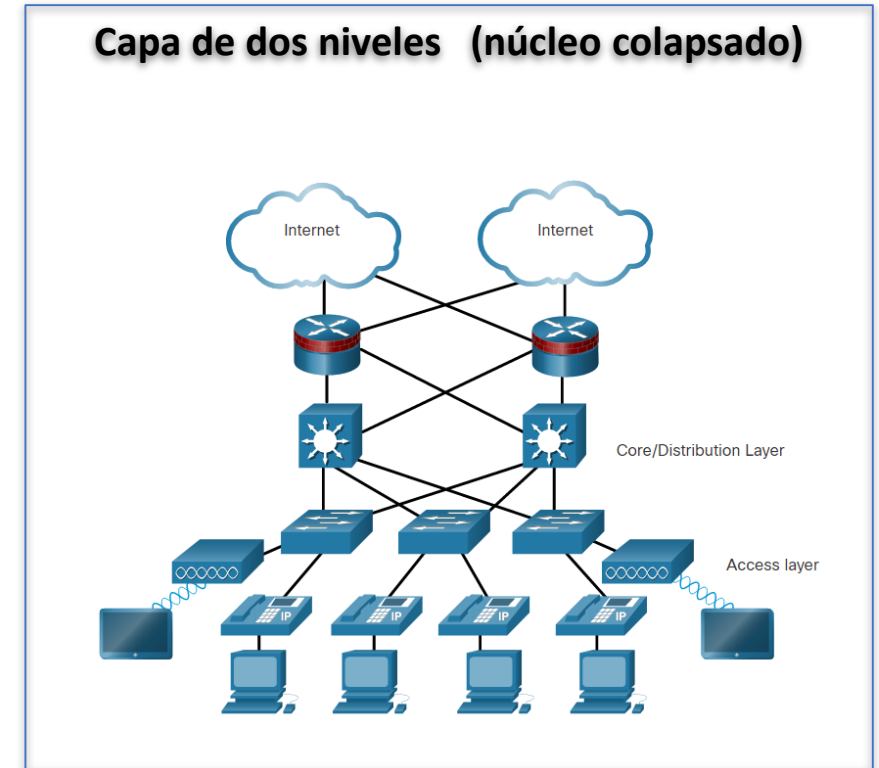 Capa de dos niveles (núcleo colapsado)
Internet
Internet
Core/Distribution Layer
Access layer
IP
IP
IP
IP